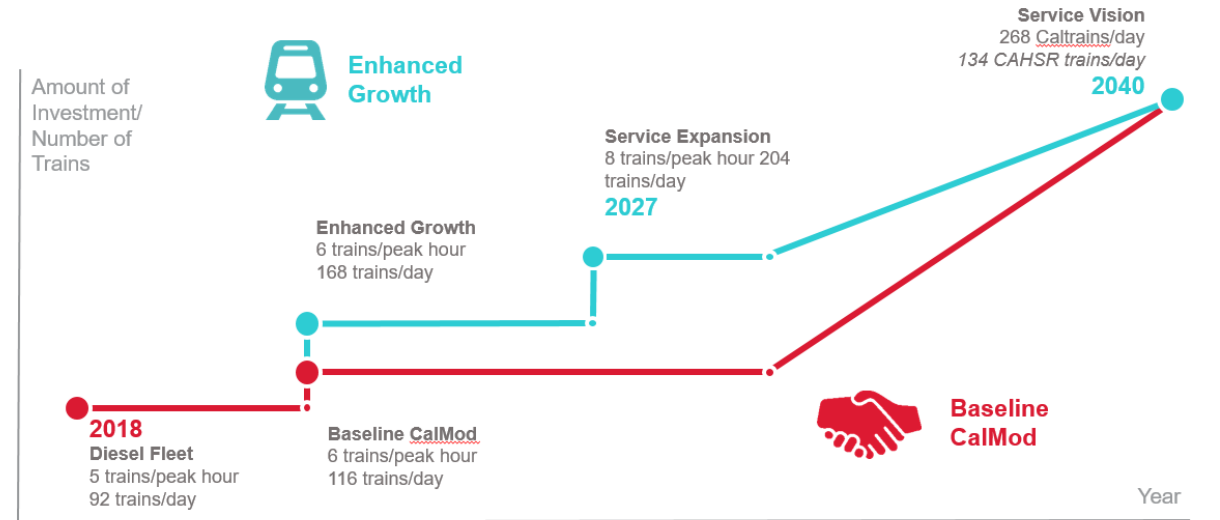 Service Vision
268 Caltrains/day
134 CAHSR trains/day
2040
Enhanced
Growth
Amount of
Investment/
Number of
Trains
Service Expansion
8 trains/peak hour 204
trains/day
2027
Enhanced Growth
6 trains/peak hour
168 trains/day
2018
Diesel Fleet
5 trains/peak hour
92 trains/day
Baseline CalMod
6 trains/peak hour
116 trains/day
Baseline
CalMod
Year